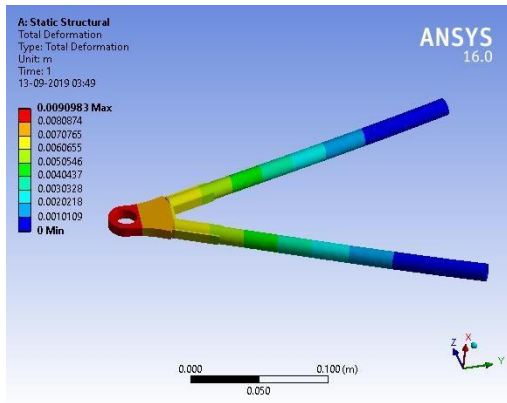 A: Static Structural
Total Deformation
Type: Total Deformation
Unit: m
Time: 1
13-09-2019 03:49
ANSYS
16.0
0.0090983 Max
0.0080874
0.0070765
0.0060655
0.0050546
0.0040437
0.0030328
0.0020218
0.0010109
0 Min
X
Z
Y
0.000
0.100 (m)
0.050